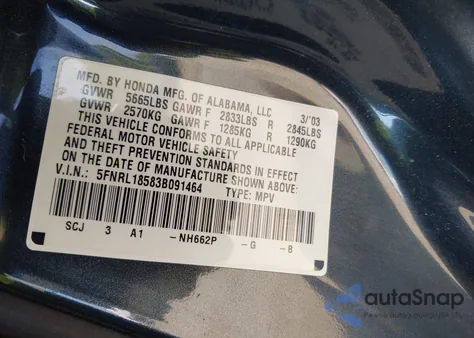 MFD. BY HONDA MFG. OF ALABAMA, LLC 3/'03
GVWR 5665LBS GAWR F 2833LBS R 2845LBS
GVWR 2570KG GAWR F 1285KG R 1290KG
THIS VEHICLE CONFORMS TO ALL APPLICABLE
FEDERAL MOTOR VEHICLE SAFETY
AND THEFT PREVENTION STANDARDS IN EFFECT
ON THE DATE OF MANUFACTURE SHOWN ABOVE.
V.I.N.: 5FNRL18583B091464 TYPE: MPV
SCJ 3 A1 -NH662P -G -B
autoSnap